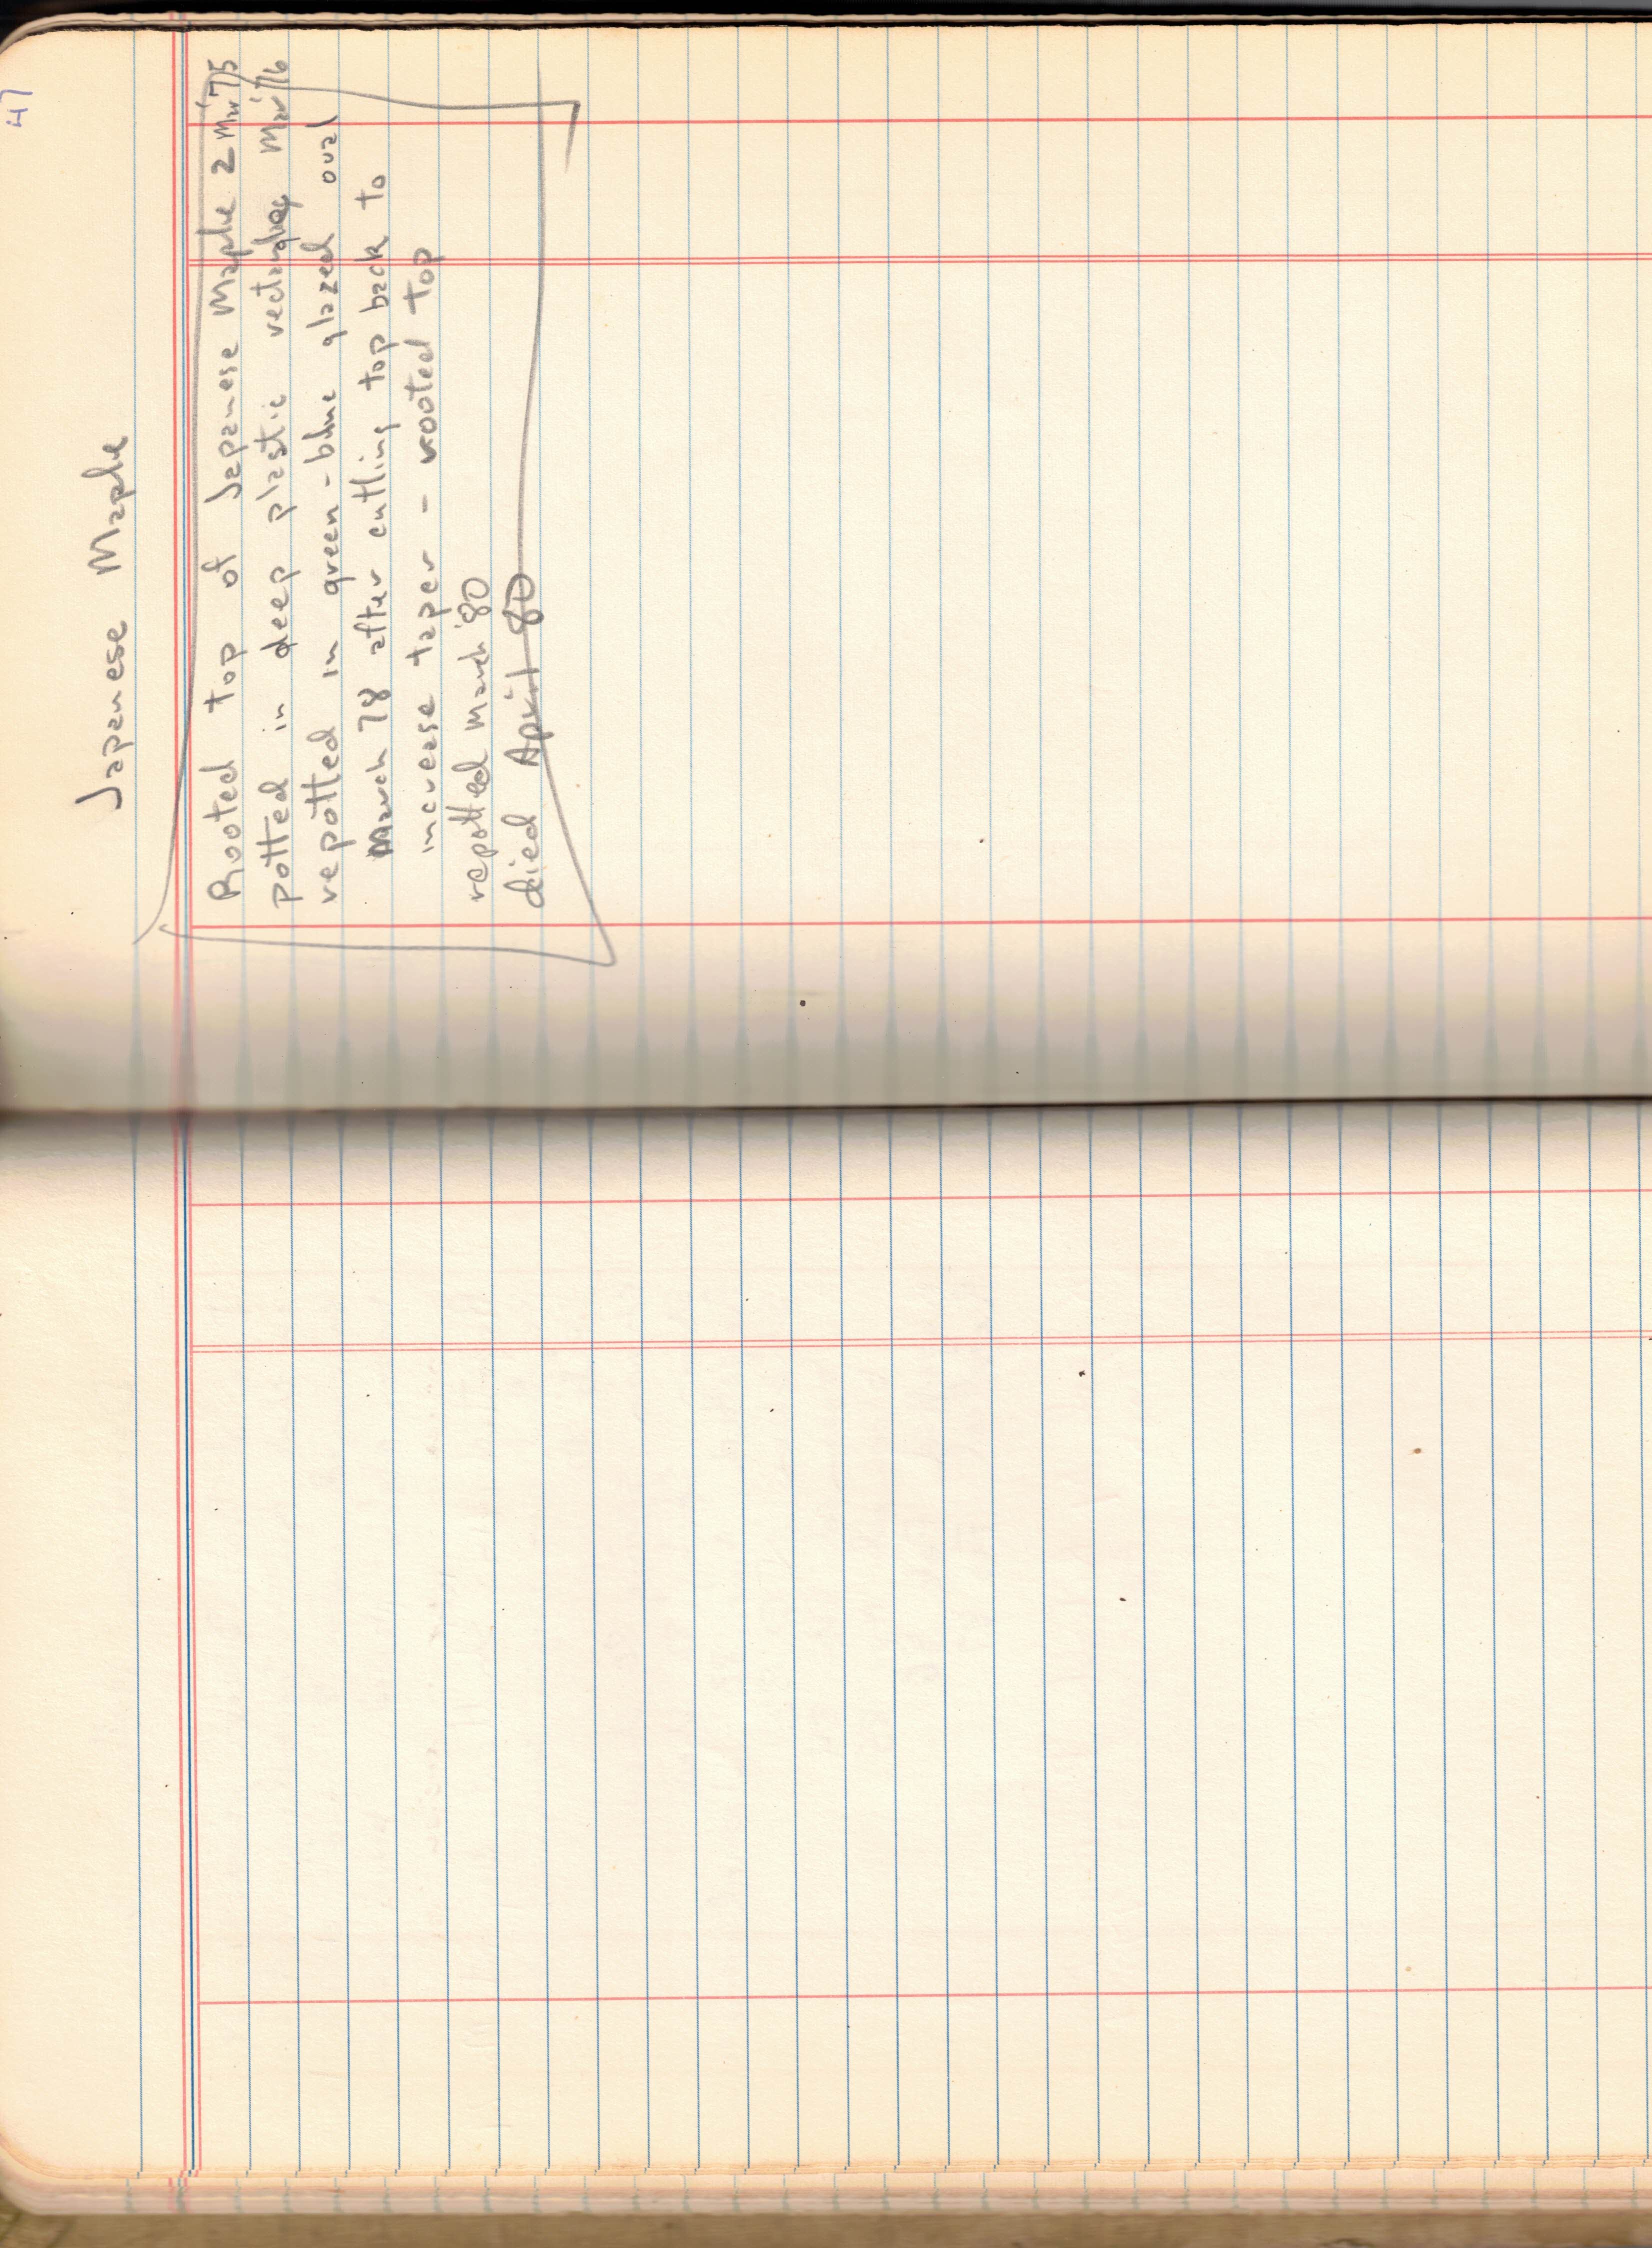 47
Japanese Maple
Rooted top of Japanese Maple 2 Mar '75
potted in deep plastic rectangle Mar '76
repotted in green-blue glazed oval
March 78 after cutting top back to
increase taper - rooted top
repotted March '80
died April 80